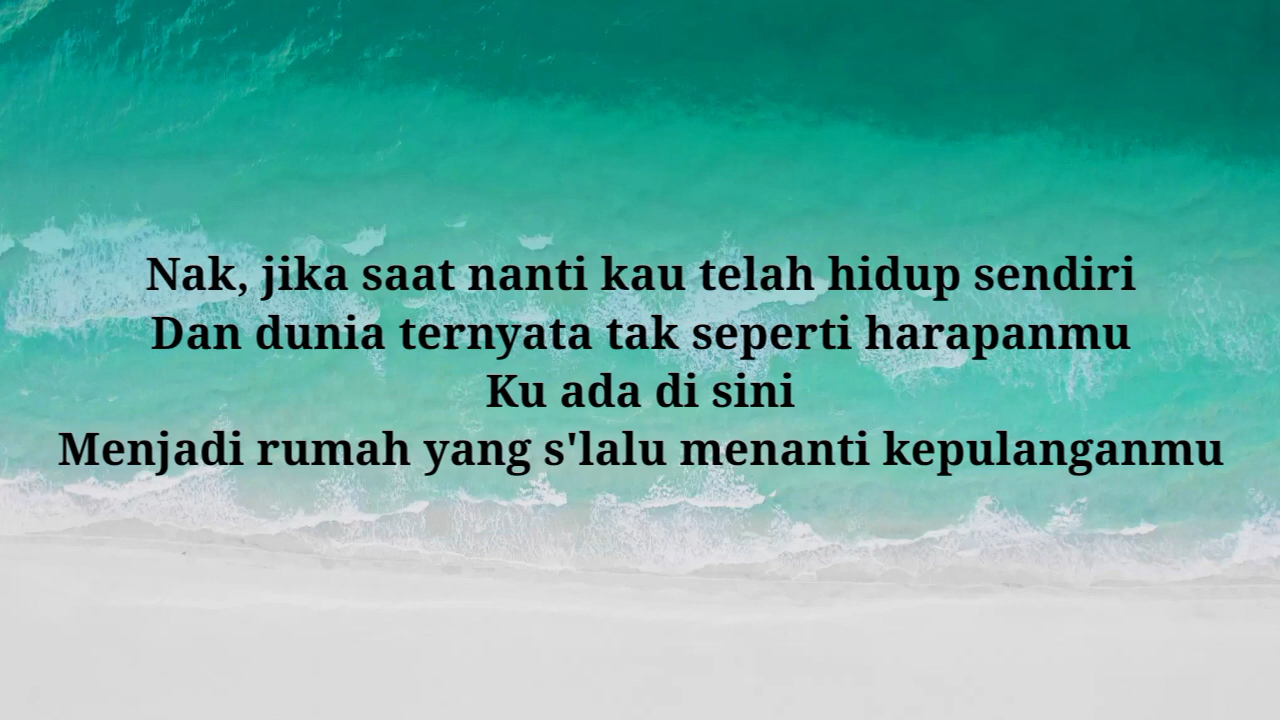 Nak, jika saat nanti kau telah hidup sendiri
Dan dunia ternyata tak seperti harapanmu
Ku ada di sini
Menjadi rumah yang s'lalu menanti kepulanganmu